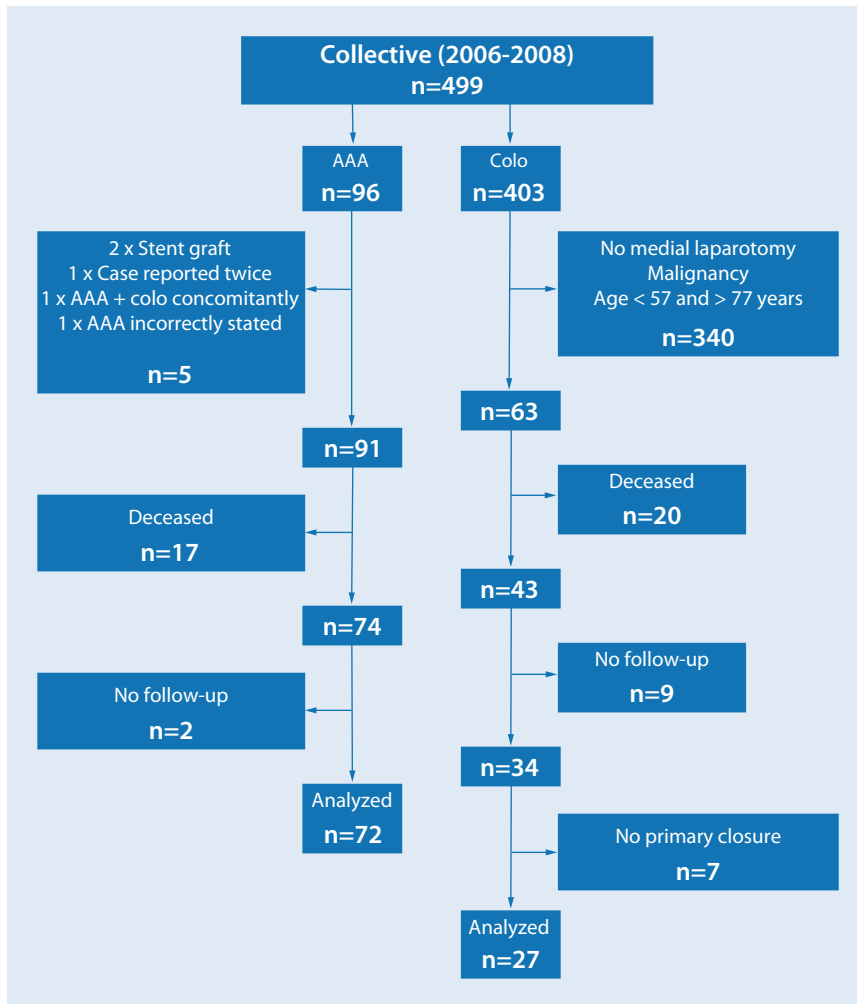 Collective (2006-2008)
n=499
AAA
n=96
Colo
n=403
2 x Stent graft
1 x Case reported twice
1 x AAA + colo concomitantly
1 x AAA incorrectly stated
n=5
No medial laparotomy
Malignancy
Age < 57 and > 77 years
n=340
n=63
n=91
Deceased
n=20
Deceased
n=17
n=43
n=74
No follow-up
n=9
No follow-up
n=2
n=34
Analyzed
n=72
No primary closure
n=7
Analyzed
n=27